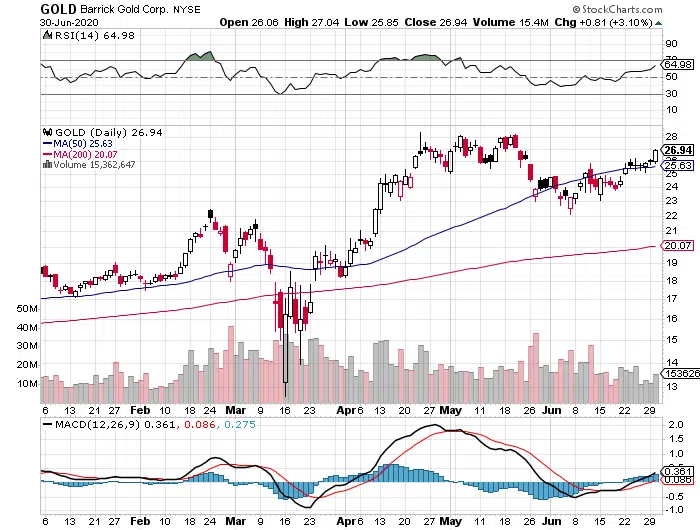 GOLD Barrick Gold Corp. NYSE © StockCharts.com
30-Jun-2020 Open 26.06 High 27.04 Low 25.85 Close 26.94 Volume 15.4M Chg +0.81 (+3.10%)
RSI(14) 64.98
90
70
64.98
50
30
10
GOLD (Daily) 26.94
MA(50) 25.63
MA(200) 20.07
Volume 15,362,647
28
27
26.94
26
25.63
25
24
23
22
21
20.07
19
18
17
16
50M
15
40M
30M
14
20M
153626
10M
13
6 13 21 27 Feb 10 18 24 Mar 9 16 23 Apr 6 13 20 27 May 11 18 26 Jun 8 15 22 29
MACD(12,26,9) 0.361, 0.086, 0.275
2.0
1.5
1.0
0.361
0.086
-0.5
-1.0
6 13 21 27 Feb 10 18 24 Mar 9 16 23 Apr 6 13 20 27 May 11 18 26 Jun 8 15 22 29